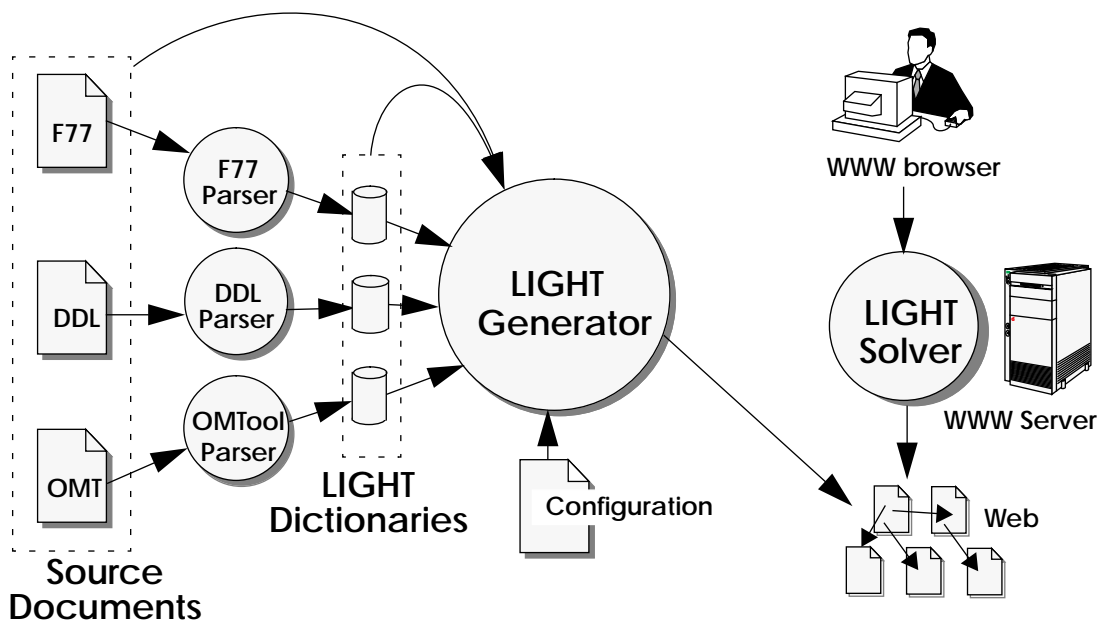 F77
F77
Parser
DDL
DDL
Parser
OMT
OMTool
Parser
Source
Documents
LIGHT
Dictionaries
LIGHT
Generator
Configuration
WWW browser
LIGHT
Solver
WWW Server
Web